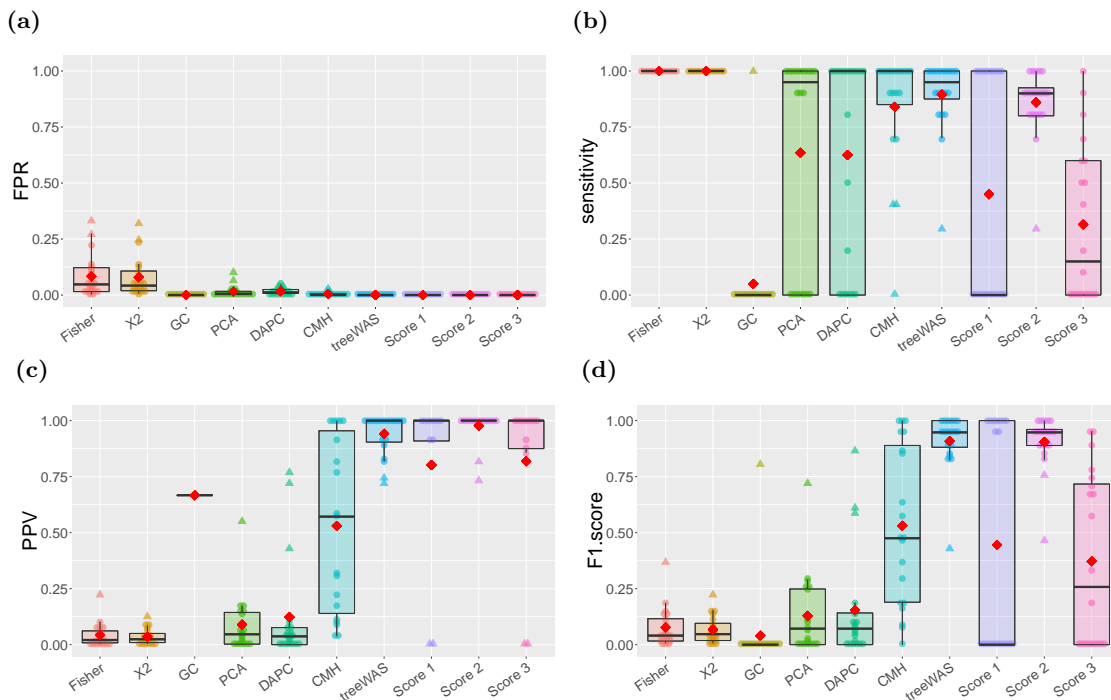 (a)
FPR
1.00
0.75
0.50
0.25
0.00
Fisher
X2
GC
PCA
DAPC
CMH
treeWAS
Score 1
Score 2
Score 3
(b)
sensitivity
1.00
0.75
0.50
0.25
0.00
Fisher
X2
GC
PCA
DAPC
CMH
treeWAS
Score 1
Score 2
Score 3
(c)
PPV
1.00
0.75
0.50
0.25
0.00
Fisher
X2
GC
PCA
DAPC
CMH
treeWAS
Score 1
Score 2
Score 3
(d)
F1.score
1.00
0.75
0.50
0.25
0.00
Fisher
X2
GC
PCA
DAPC
CMH
treeWAS
Score 1
Score 2
Score 3